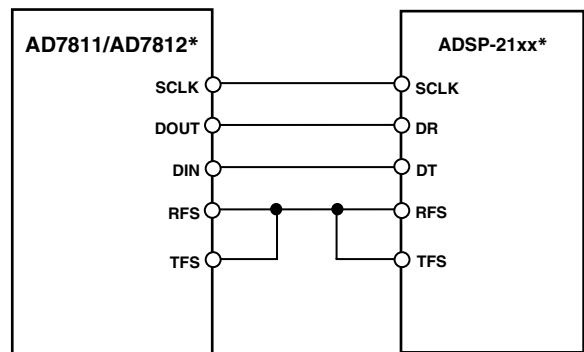 AD7811/AD7812*
ADSP-21xx*
SCLK
SCLK
DOUT
DR
DIN
DT
RFS
RFS
TFS
TFS